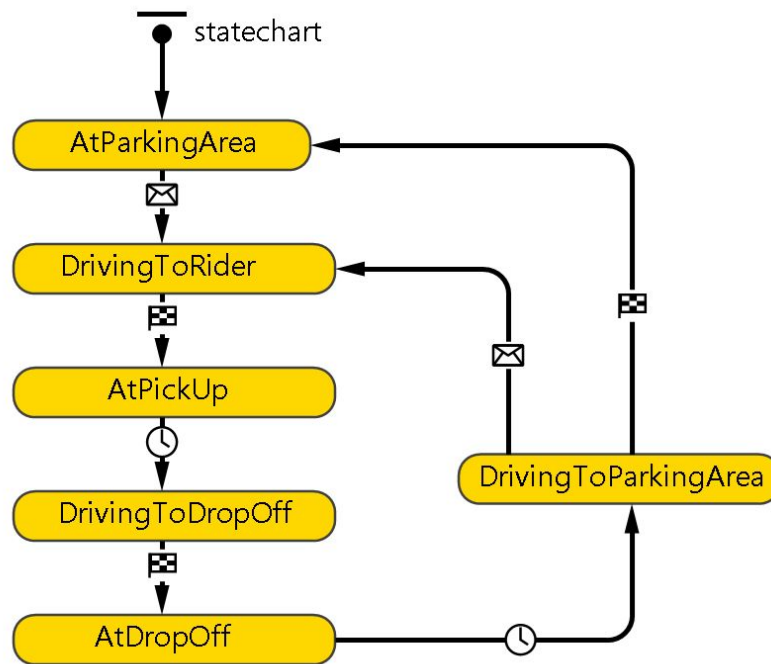 statechart
AtParkingArea
DrivingToRider
AtPickUp
DrivingToParkingArea
DrivingToDropOff
AtDropOff